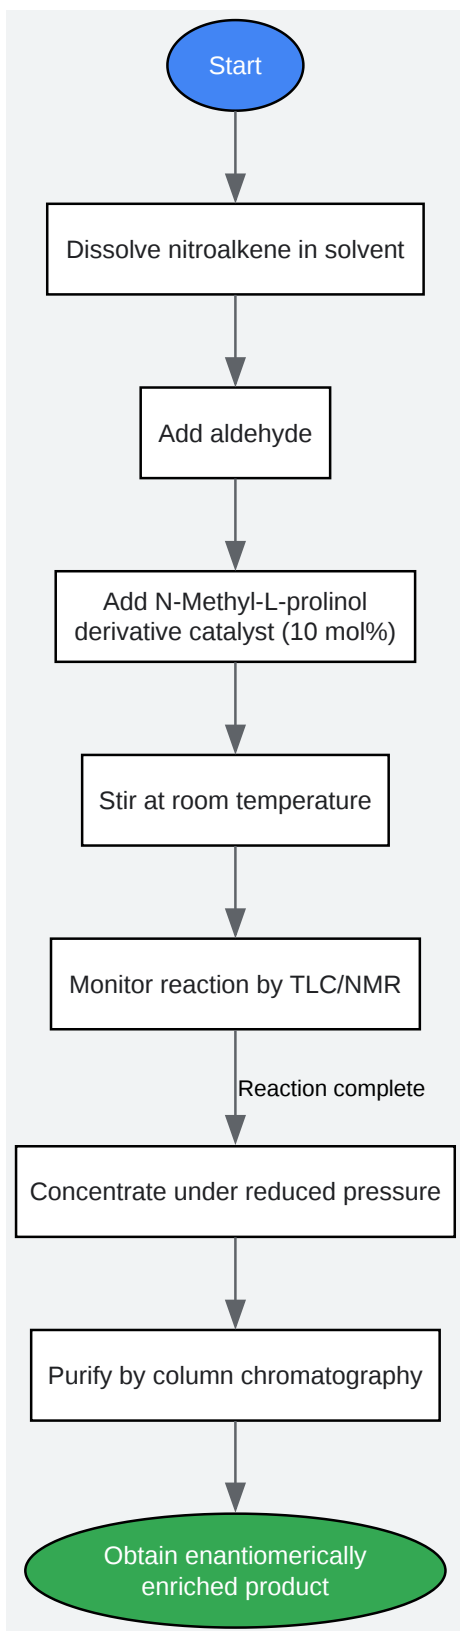 Start
Dissolve nitroalkene in solvent
Add aldehyde
Add N-Methyl-L-prolinol
derivative catalyst (10 mol%)
Stir at room temperature
Monitor reaction by TLC/NMR
Reaction complete
Concentrate under reduced pressure
Purify by column chromatography
Obtain enantiomerically
enriched product